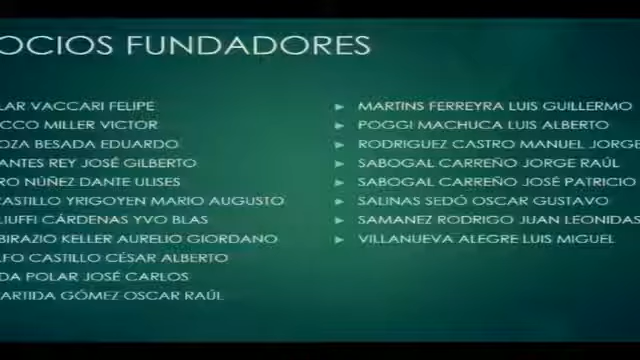 OCIOS FUNDADORES
LAR VACCARI FELIPE
CCO MILLER VICTOR
OZA BESADA EDUARDO
ANTES REY JOSÉ GILBERTO
RO NÚÑEZ DANTE ULISES
CASTILLO YRIGOYEN MARIO AUGUSTO
LIUFFI CÁRDENAS YVO BLAS
BIRAZIO KELLER AURELIO GIORDANO
LFO CASTILLO CÉSAR ALBERTO
DA POLAR JOSÉ CARLOS
PARTIDA GÓMEZ OSCAR RAÚL
MARTINS FERREYRA LUIS GUILLERMO
POGGI MACHUCA LUIS ALBERTO
RODRIGUEZ CASTRO MANUEL JORGE
SABOGAL CARREÑO JORGE RAÚL
SABOGAL CARREÑO JOSÉ PATRICIO
SALINAS SEDÓ OSCAR GUSTAVO
SAMANEZ RODRIGO JUAN LEONIDAS
VILLANUEVA ALEGRE LUIS MIGUEL